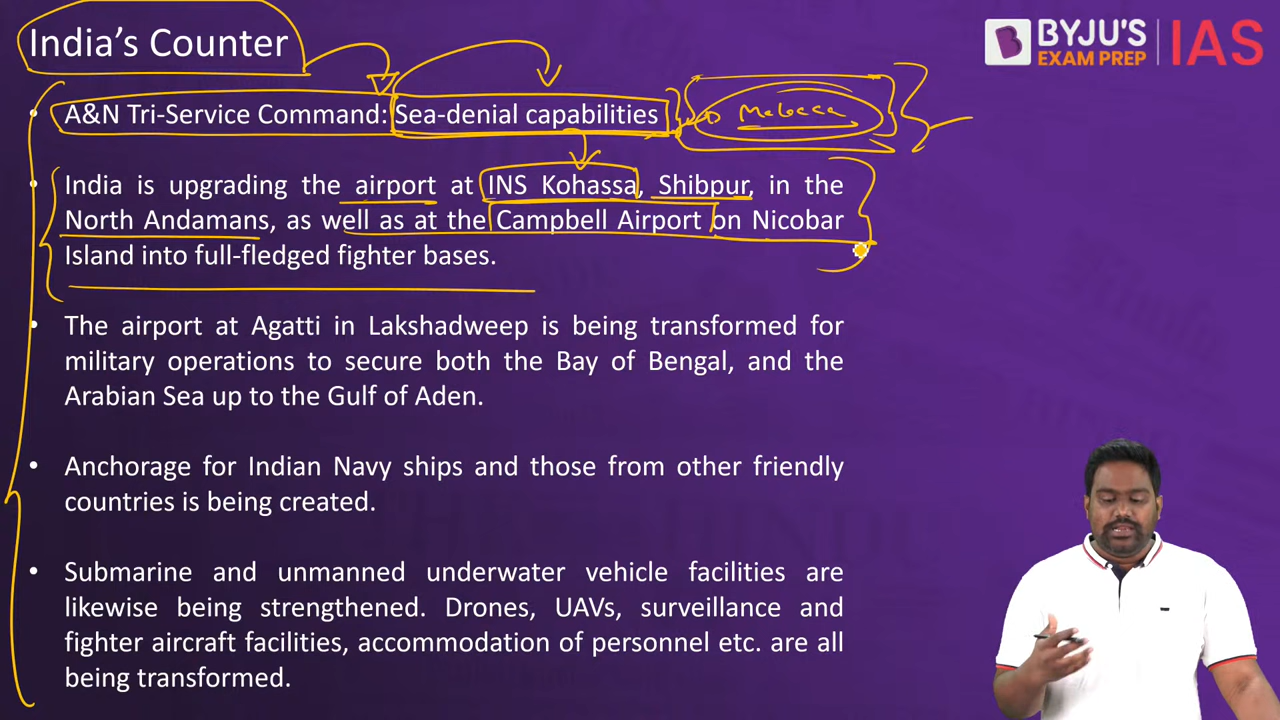 India's Counter
BYJU'S
EXAM PREP
IAS
• A&N Tri-Service Command: Sea-denial capabilities
Malacca
• India is upgrading the airport at INS Kohassa, Shibpur, in the
North Andamans, as well as at the Campbell Airport on Nicobar
Island into full-fledged fighter bases.
• The airport at Agatti in Lakshadweep is being transformed for
military operations to secure both the Bay of Bengal, and the
Arabian Sea up to the Gulf of Aden.
• Anchorage for Indian Navy ships and those from other friendly
countries is being created.
• Submarine and unmanned underwater vehicle facilities are
likewise being strengthened. Drones, UAVs, surveillance and
fighter aircraft facilities, accommodation of personnel etc. are all
being transformed.